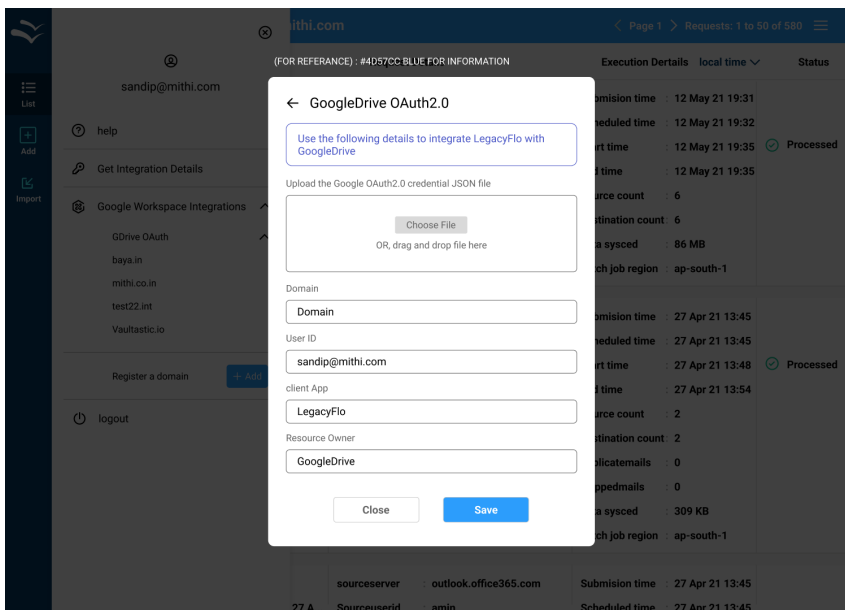 ithi.com
Page 1
Requests: 1 to 50 of 580
(FOR REFERANCE) : #4D57CC BLUE FOR INFORMATION
Execution Dertails
local time
Status
List
Add
Import
sandip@mithi.com
help
Get Integration Details
Google Workspace Integrations
GDrive OAuth
baya.in
mithi.co.in
test22.int
Vaultastic.io
Register a domain
+ Add
logout
GoogleDrive OAuth2.0
Use the following details to integrate LegacyFlo with
GoogleDrive
Upload the Google OAuth2.0 credential JSON file
Choose File
OR, drag and drop file here
Domain
Domain
User ID
sandip@mithi.com
client App
LegacyFlo
Resource Owner
GoogleDrive
Close
Save
bmision time : 12 May 21 19:31
heduled time : 12 May 21 19:32
rt time : 12 May 21 19:35
Processed
d time : 12 May 21 19:35
urce count : 6
stination count : 6
a sysced : 86 MB
tch job region : ap-south-1
bmision time : 27 Apr 21 13:45
heduled time : 27 Apr 21 13:45
rt time : 27 Apr 21 13:48
Processed
d time : 27 Apr 21 13:54
urce count : 2
stination count : 2
plicatemails : 0
ppedmails : 0
a sysced : 309 KB
tch job region : ap-south-1
sourceserver : outlook.office365.com
Submision time : 27 Apr 21 13:45
27 A
Sourceuserid : amin
Scheduled time : 27 Apr 21 13:45